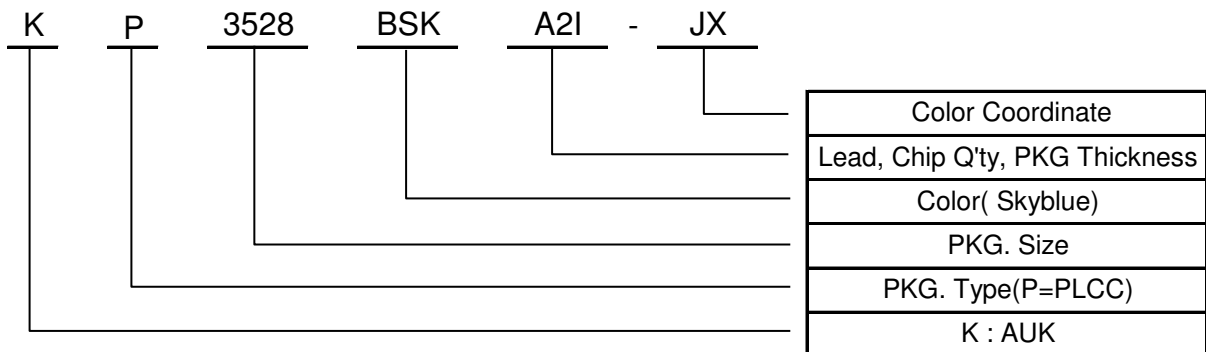 K P 3528 BSK A2I - JX
Color Coordinate
Lead, Chip Q'ty, PKG Thickness
Color( Skyblue)
PKG. Size
PKG. Type(P=PLCC)
K : AUK